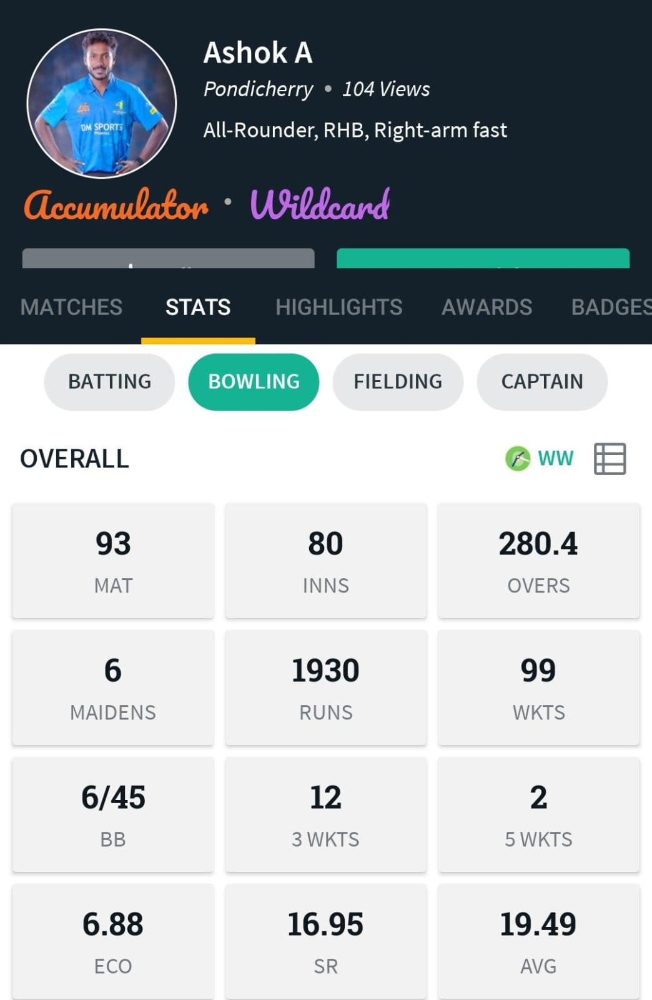 Ashok A
Pondicherry • 104 Views
All-Rounder, RHB, Right-arm fast
DM SPORTS
Accumulator • Wildcard
MATCHES STATS HIGHLIGHTS AWARDS BADGES
BATTING BOWLING FIELDING CAPTAIN
OVERALL WW
93 80 280.4
MAT INNS OVERS
6 1930 99
MAIDENS RUNS WKTS
6/45 12 2
BB 3 WKTS 5 WKTS
6.88 16.95 19.49
ECO SR AVG